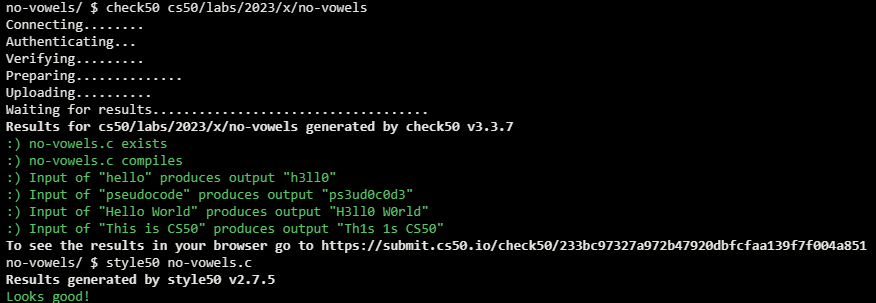 no-vowels/ $ check50 cs50/labs/2023/x/no-vowels
Connecting........
Authenticating...
Verifying.........
Preparing..............
Uploading..........
Waiting for results....................................
Results for cs50/labs/2023/x/no-vowels generated by check50 v3.3.7
:) no-vowels.c exists
:) no-vowels.c compiles
:) Input of "hello" produces output "h3ll0"
:) Input of "pseudocode" produces output "ps3ud0c0d3"
:) Input of "Hello World" produces output "H3ll0 W0rld"
:) Input of "This is CS50" produces output "Th1s 1s CS50"
To see the results in your browser go to https://submit.cs50.io/check50/233bc97327a972b47920dbfcfaa139f7f004a851
no-vowels/ $ style50 no-vowels.c
Results generated by style50 v2.7.5
Looks good!